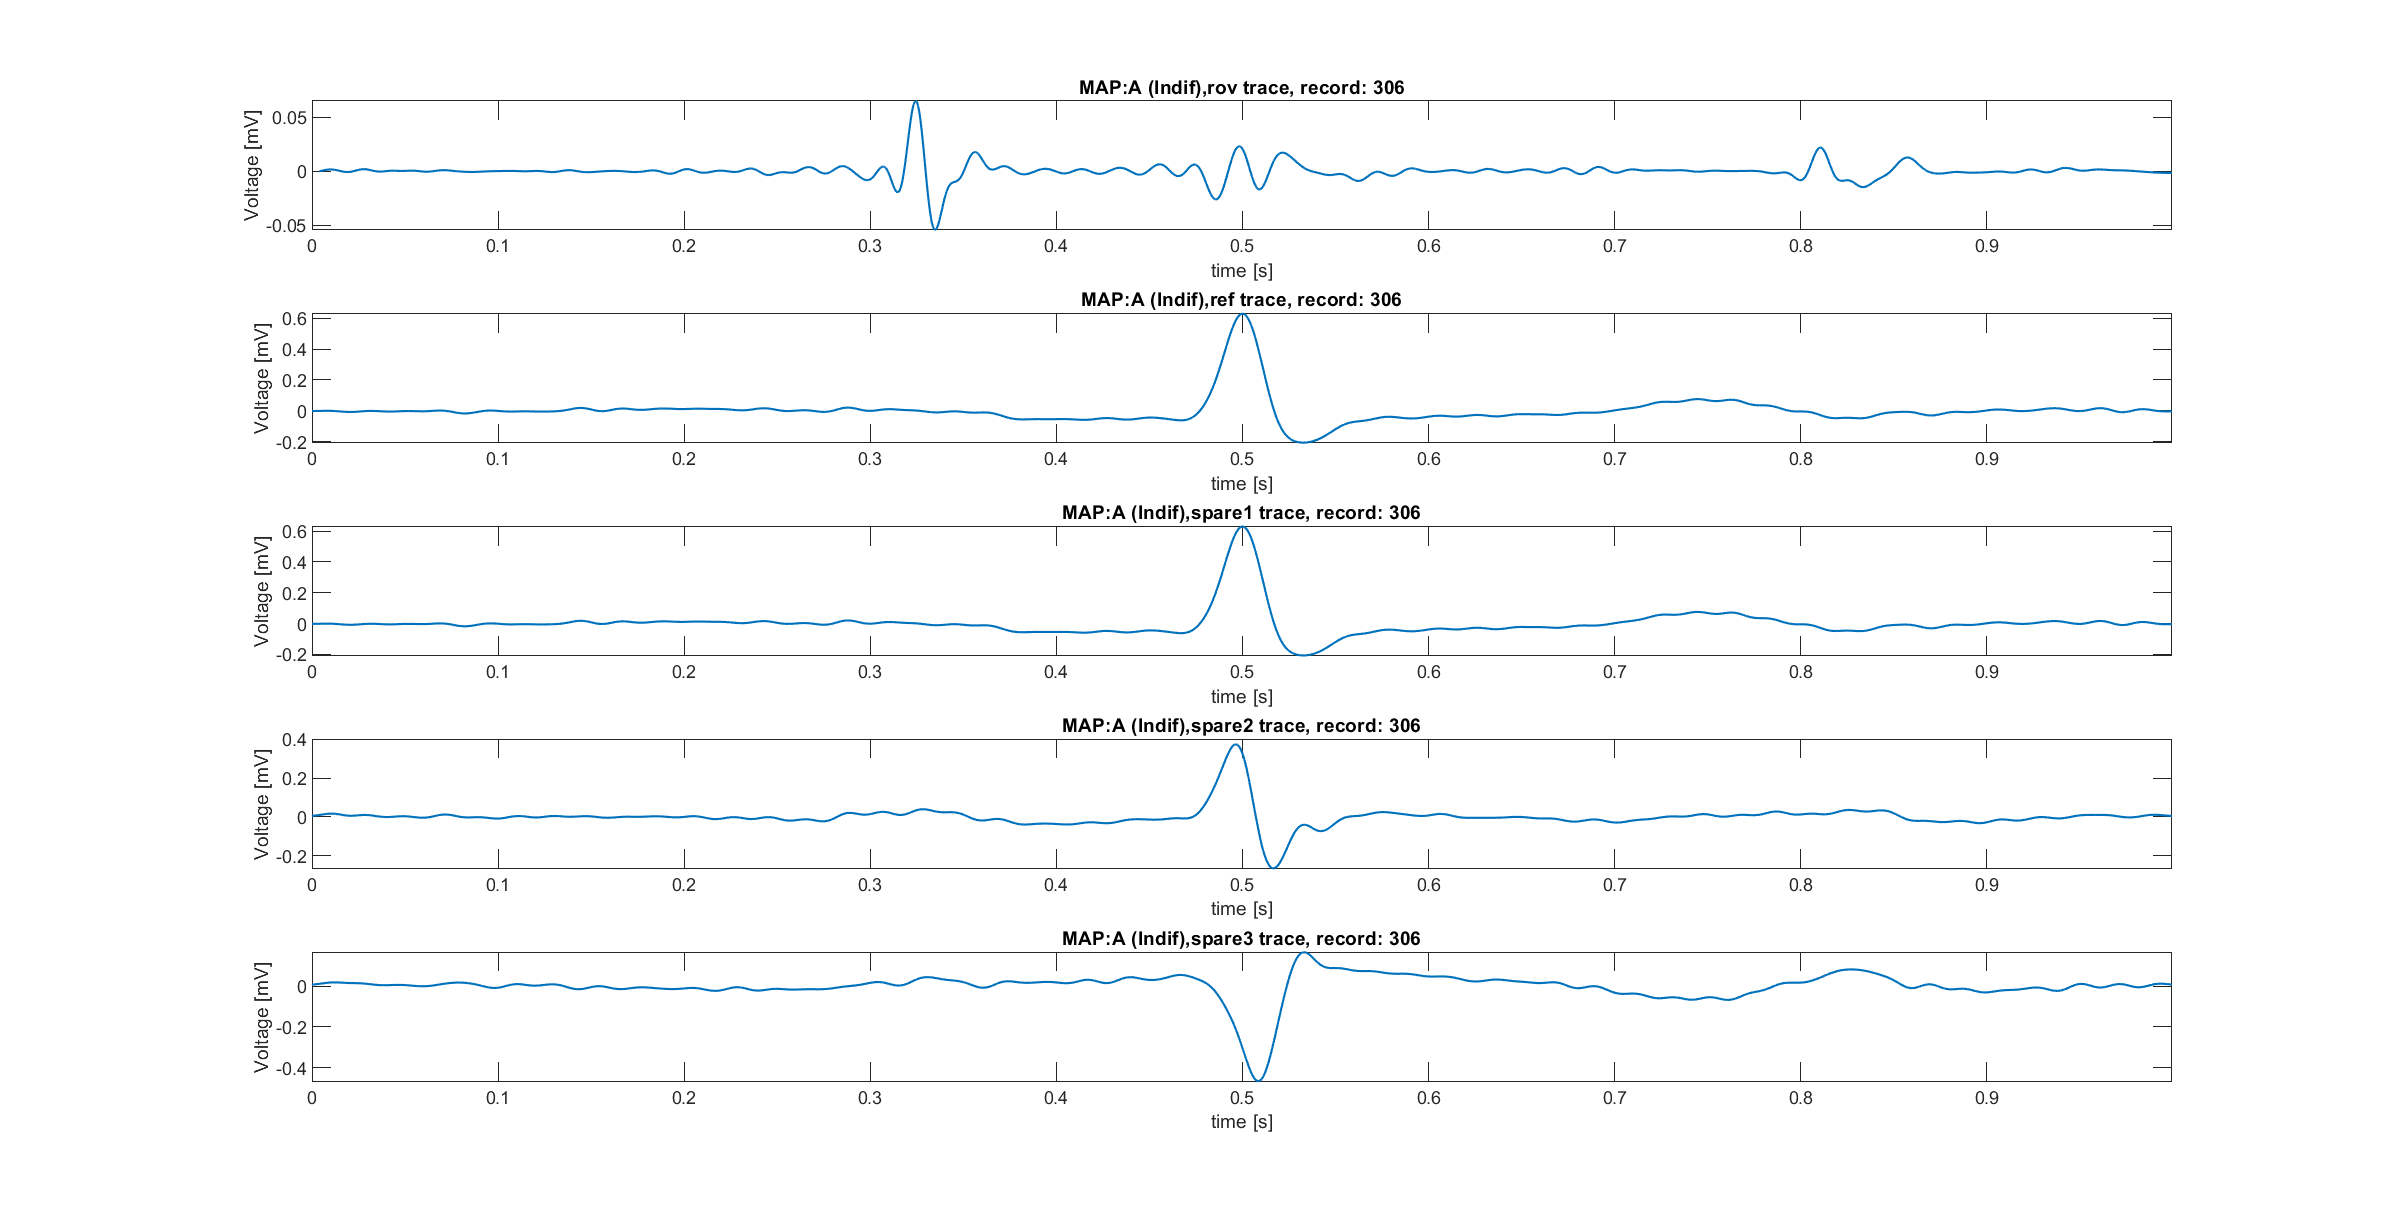 MAP:A (Indif),rov trace, record: 306
Voltage [mV]
0.05
0
-0.05
0 0.1 0.2 0.3 0.4 0.5 0.6 0.7 0.8 0.9
time [s]
MAP:A (Indif),ref trace, record: 306
Voltage [mV]
0.6
0.4
0.2
0
-0.2
0 0.1 0.2 0.3 0.4 0.5 0.6 0.7 0.8 0.9
time [s]
MAP:A (Indif),spare1 trace, record: 306
Voltage [mV]
0.6
0.4
0.2
0
-0.2
0 0.1 0.2 0.3 0.4 0.5 0.6 0.7 0.8 0.9
time [s]
MAP:A (Indif),spare2 trace, record: 306
Voltage [mV]
0.4
0.2
0
-0.2
0 0.1 0.2 0.3 0.4 0.5 0.6 0.7 0.8 0.9
time [s]
MAP:A (Indif),spare3 trace, record: 306
Voltage [mV]
0
-0.2
-0.4
0 0.1 0.2 0.3 0.4 0.5 0.6 0.7 0.8 0.9
time [s]